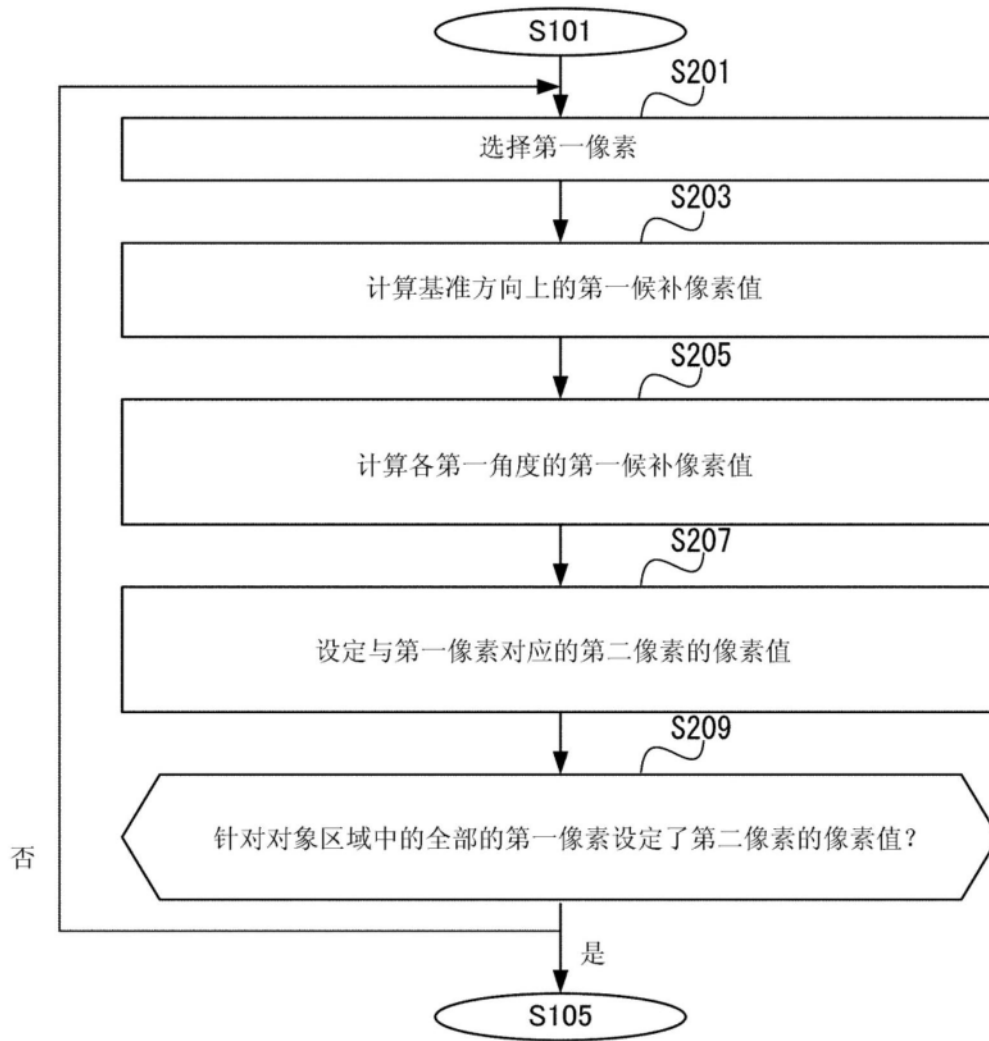 S101
S201
选择第一像素
S203
计算基准方向上的第一候补像素值
S205
计算各第一角度的第一候补像素值
S207
设定与第一像素对应的第二像素的像素值
S209
针对对象区域中的全部的第一像素设定了第二像素的像素值?
否
是
S105